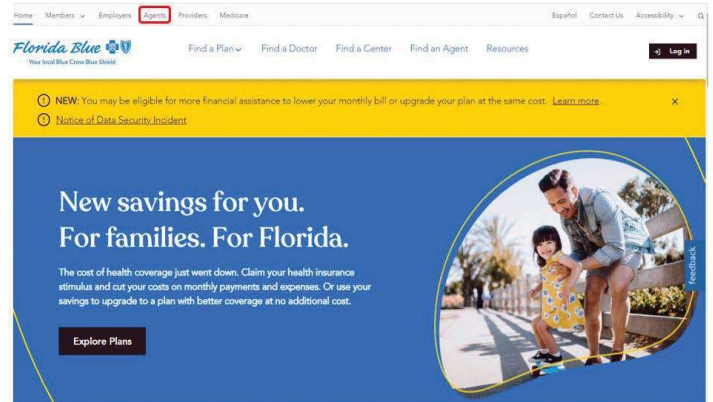 Home Members Employers Agents Providers Medicare Español Contact Us Accessibility
Florida Blue
Your local Blue Cross Blue Shield
Find a Plan Find a Doctor Find a Center Find an Agent Resources Log in
NEW: You may be eligible for more financial assistance to lower your monthly bill or upgrade your plan at the same cost. Learn more.
Notice of Data Security Incident
New savings for you.
For families. For Florida.
The cost of health coverage just went down. Claim your health insurance
stimulus and cut your costs on monthly payments and expenses. Or use your
savings to upgrade to a plan with better coverage at no additional cost.
Explore Plans
feedback